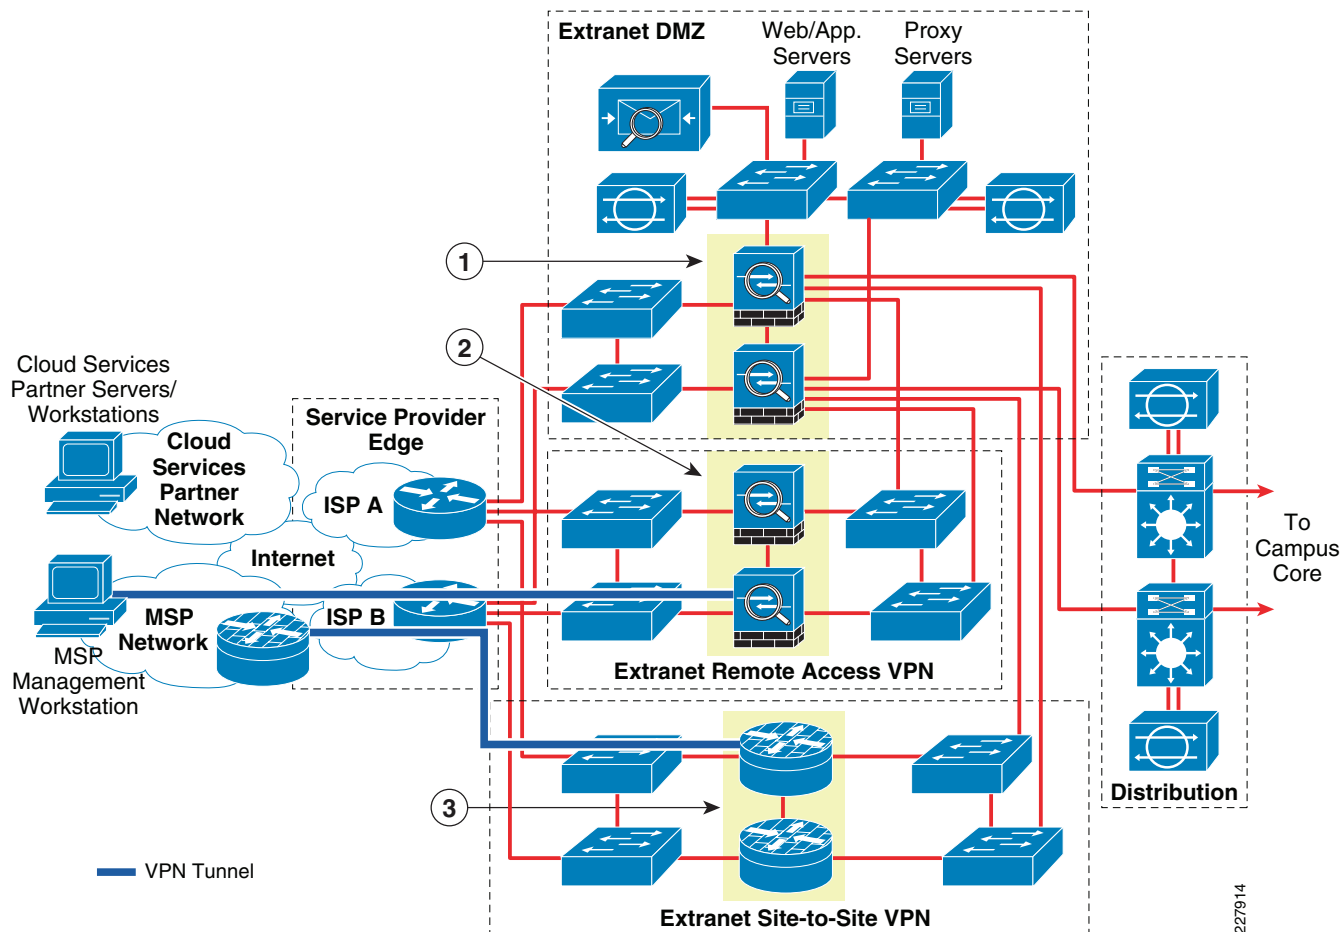 Extranet DMZ
Web/App.
Servers
Proxy
Servers
1
2
Cloud Services
Partner Servers/
Workstations
Service Provider
Edge
Cloud
Services
Partner
Network
ISP A
Internet
MSP
Network
ISP B
MSP
Management
Workstation
Extranet Remote Access VPN
To
Campus
Core
Distribution
3
VPN Tunnel
Extranet Site-to-Site VPN
227914